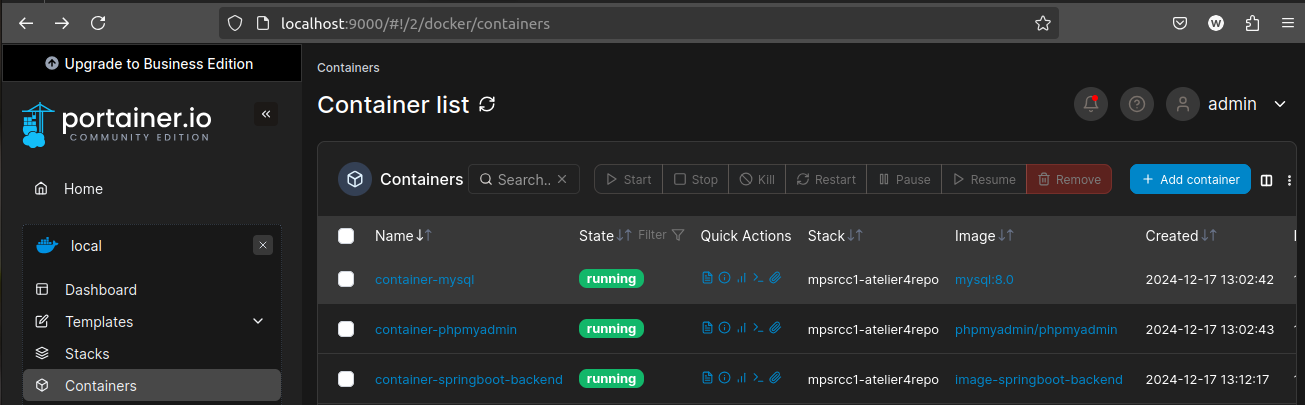 localhost:9000/#!/2/docker/containers
W
Upgrade to Business Edition
portainer.io
COMMUNITY EDITION
Home
local
Dashboard
Templates
Stacks
Containers
Containers
Container list
admin
Containers Search.. Start Stop Kill Restart Pause Resume Remove Add container
Name State Filter Quick Actions Stack Image Created
container-mysql running mpsrcc1-atelier4repo mysql:8.0 2024-12-17 13:02:42
container-phpmyadmin running mpsrcc1-atelier4repo phpmyadmin/phpmyadmin 2024-12-17 13:02:43
container-springboot-backend running mpsrcc1-atelier4repo image-springboot-backend 2024-12-17 13:12:17